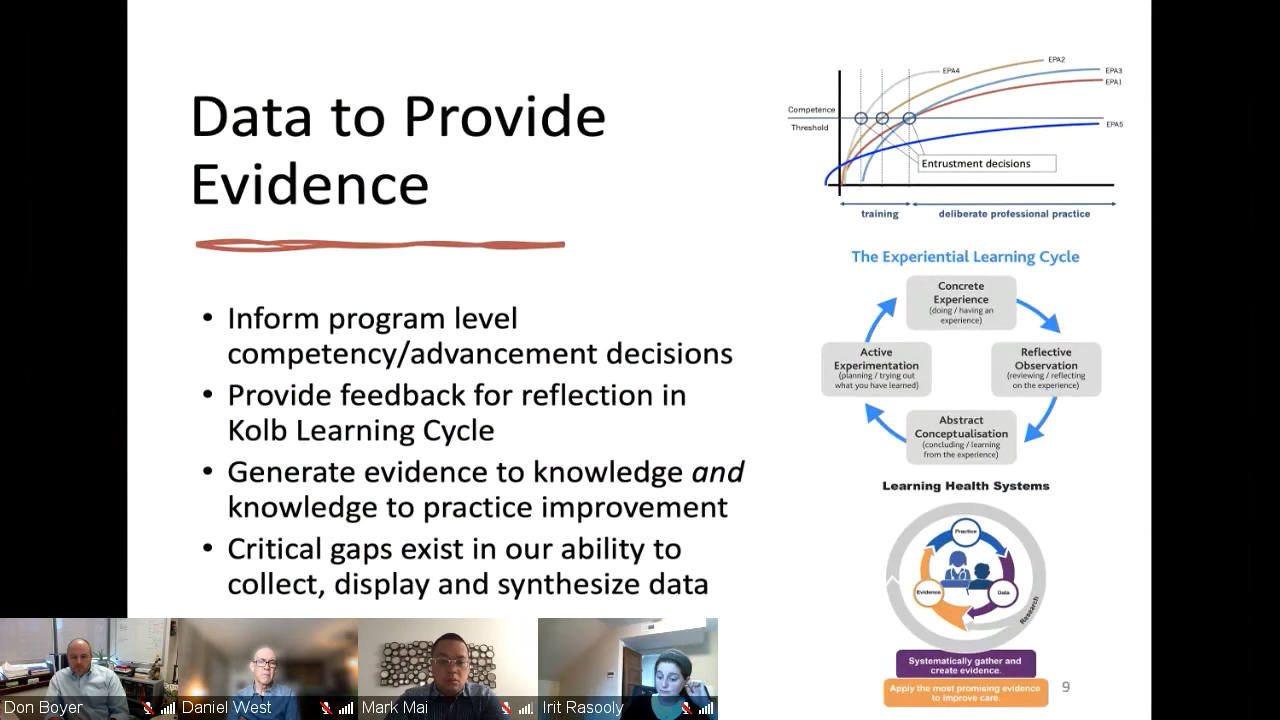 Data to Provide
Evidence
• Inform program level
competency/advancement decisions
• Provide feedback for reflection in
Kolb Learning Cycle
• Generate evidence to knowledge and
knowledge to practice improvement
• Critical gaps exist in our ability to
collect, display and synthesize data
EPA4
EPA2
EPA3
EPA1
Competence
Threshold
EPA5
Entrustment decisions
training
deliberate professional practice
The Experiential Learning Cycle
Concrete
Experience
(doing / having an
experience)
Active
Experimentation
(planning / trying out
what you have learned)
Reflective
Observation
(reviewing / reflecting
on the experience)
Abstract
Conceptualisation
(concluding / learning
from the experience)
Learning Health Systems
Practice
Evidence
Data
Research
Systematically gather and
create evidence.
Apply the most promising evidence
to improve care.
9
Don Boyer
Daniel West
Mark Mai
Irit Rasooly